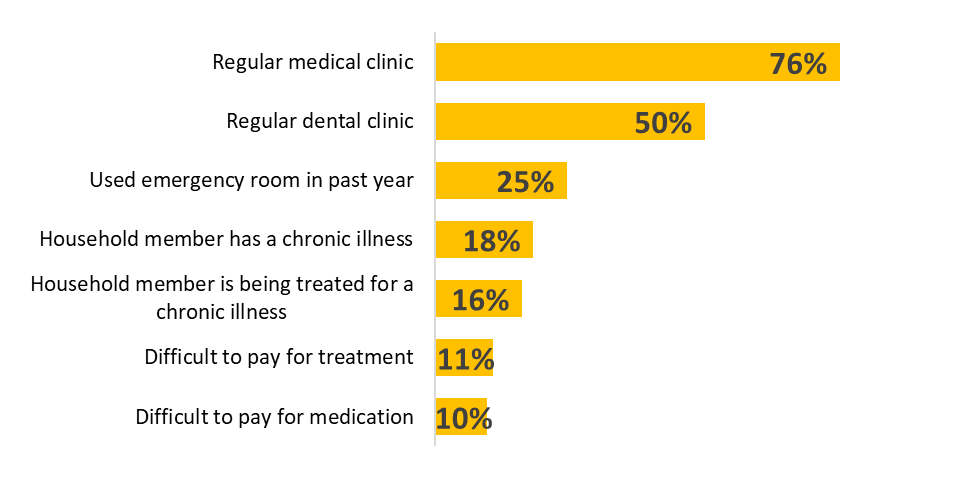 Regular medical clinic 76%
Regular dental clinic 50%
Used emergency room in past year 25%
Household member has a chronic illness 18%
Household member is being treated for a
chronic illness 16%
Difficult to pay for treatment 11%
Difficult to pay for medication 10%